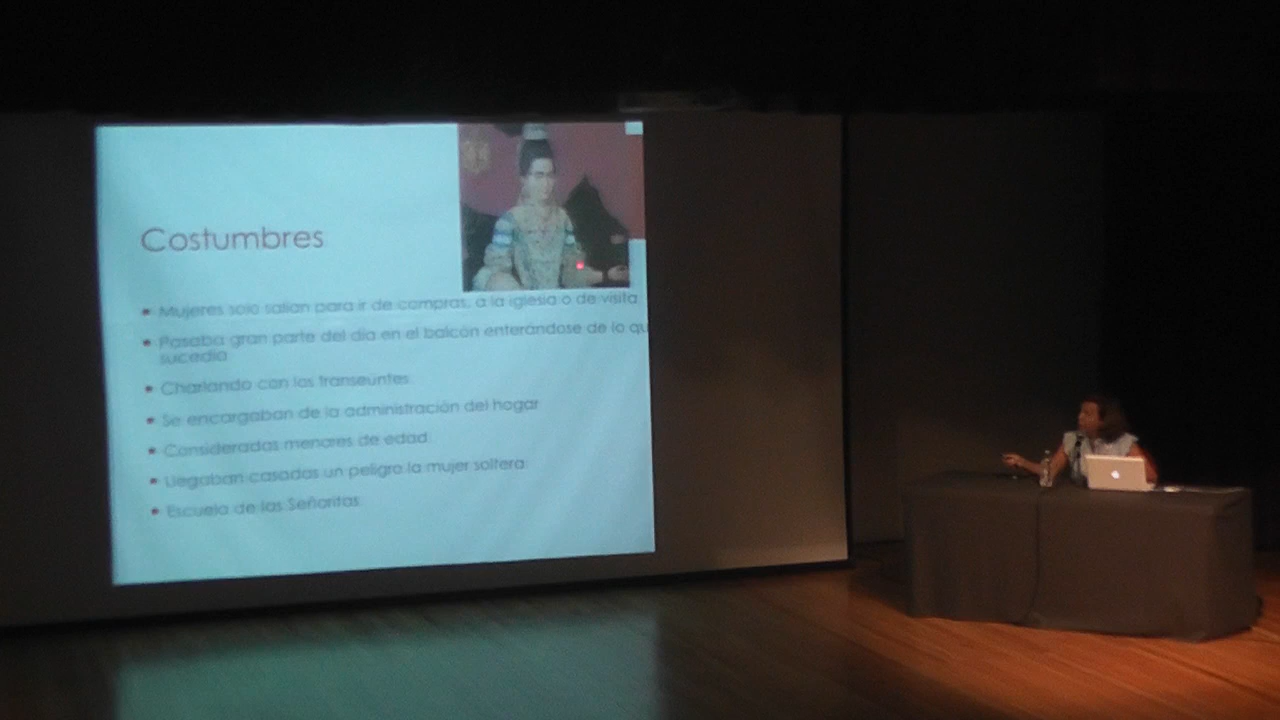 Costumbres
Mujeres solo salían para ir de compras, a la iglesia o de visita
Pasaba gran parte del día en el balcón enterándose de lo qu
sucedía
Charlando con los transeúntes
Se encargaban de la administración del hogar
Consideradas menores de edad
Llegaban casadas un peligro la mujer soltera
Escuela de las Señoritas